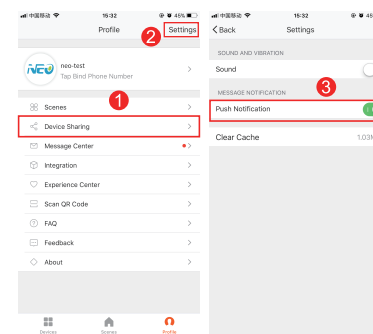 中国移动
15:32
45%
Profile
Settings
2
NEO
neo-test
Tap Bind Phone Number
Scenes
1
Device Sharing
Message Center
Integration
Experience Center
Scan QR Code
FAQ
Feedback
About
Devices
Scenes
Profile
中国移动
15:32
45
Back
Settings
SOUND AND VIBRATION
Sound
MESSAGE NOTIFICATION
3
Push Notification
Clear Cache
1.03M